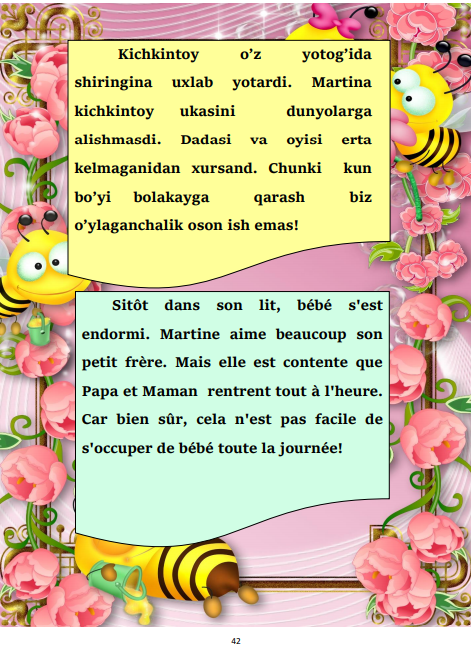 Kichkintoy o’z yotog’ida
shiringina uxlab yotardi. Martina
kichkintoy ukasini dunyolarga
alishmasdi. Dadasi va oyisi erta
kelmaganidan xursand. Chunki kun
bo’yi bolakayga qarash biz
o’ylaganchalik oson ish emas!
Sitôt dans son lit, bébé s'est
endormi. Martine aime beaucoup son
petit frère. Mais elle est contente que
Papa et Maman rentrent tout à l'heure.
Car bien sûr, cela n'est pas facile de
s'occuper de bébé toute la journée!
42